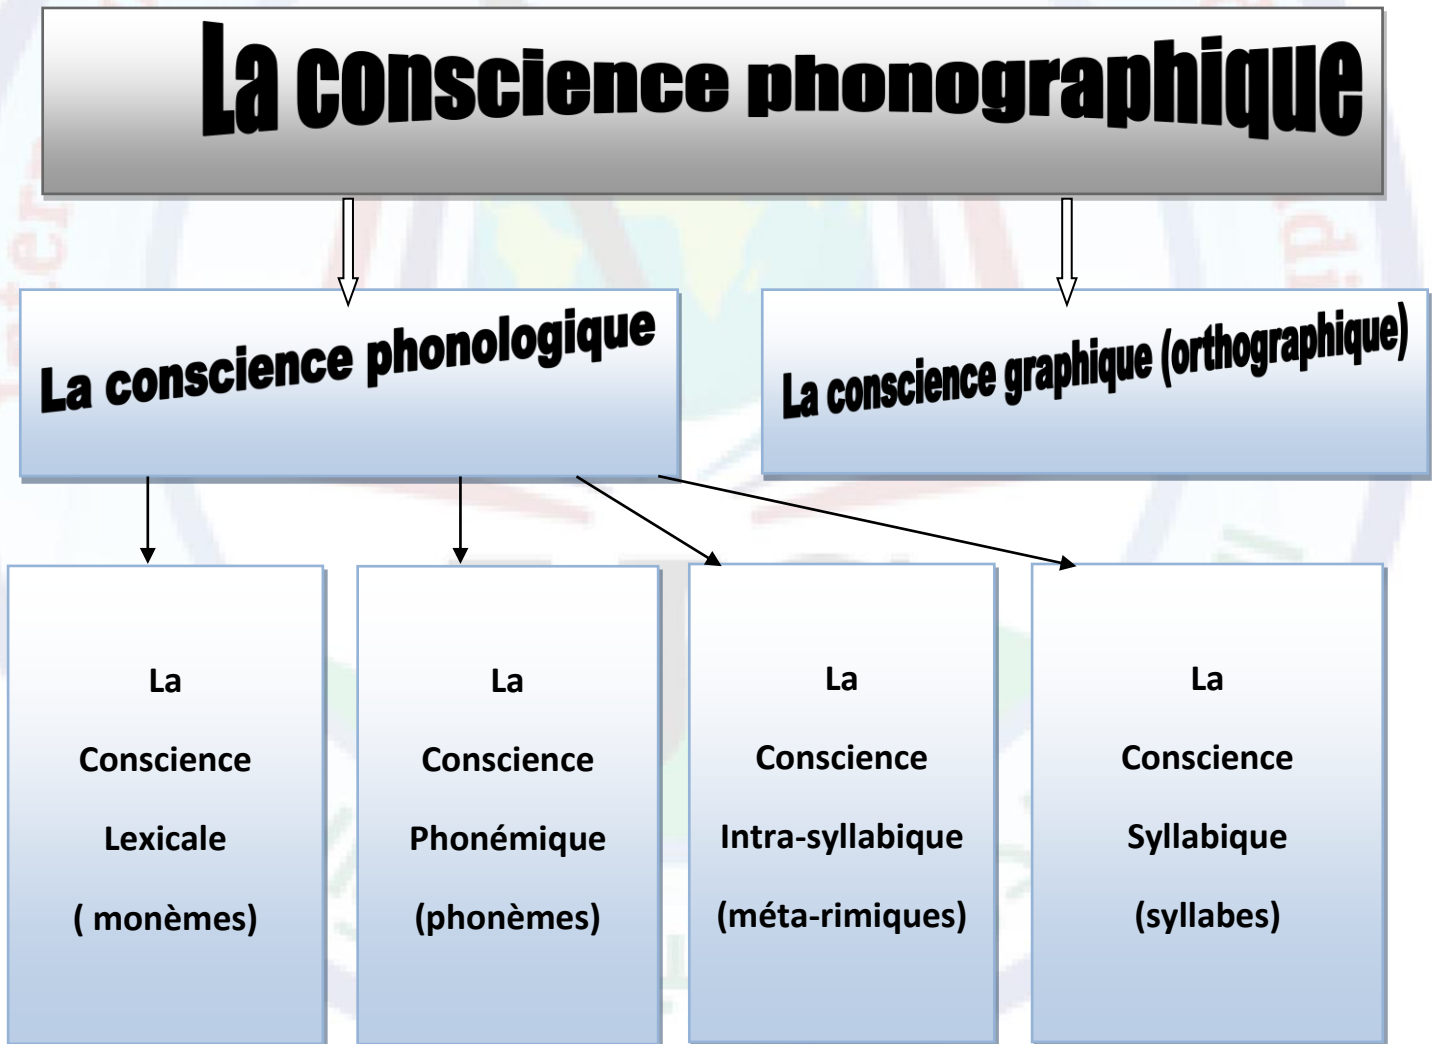 La conscience phonographique
La conscience phonologique
La conscience graphique (orthographique)
La
Conscience
Lexicale
( monèmes)
La
Conscience
Phonémique
(phonèmes)
La
Conscience
Intra-syllabique
(méta-rimiques)
La
Conscience
Syllabique
(syllabes)